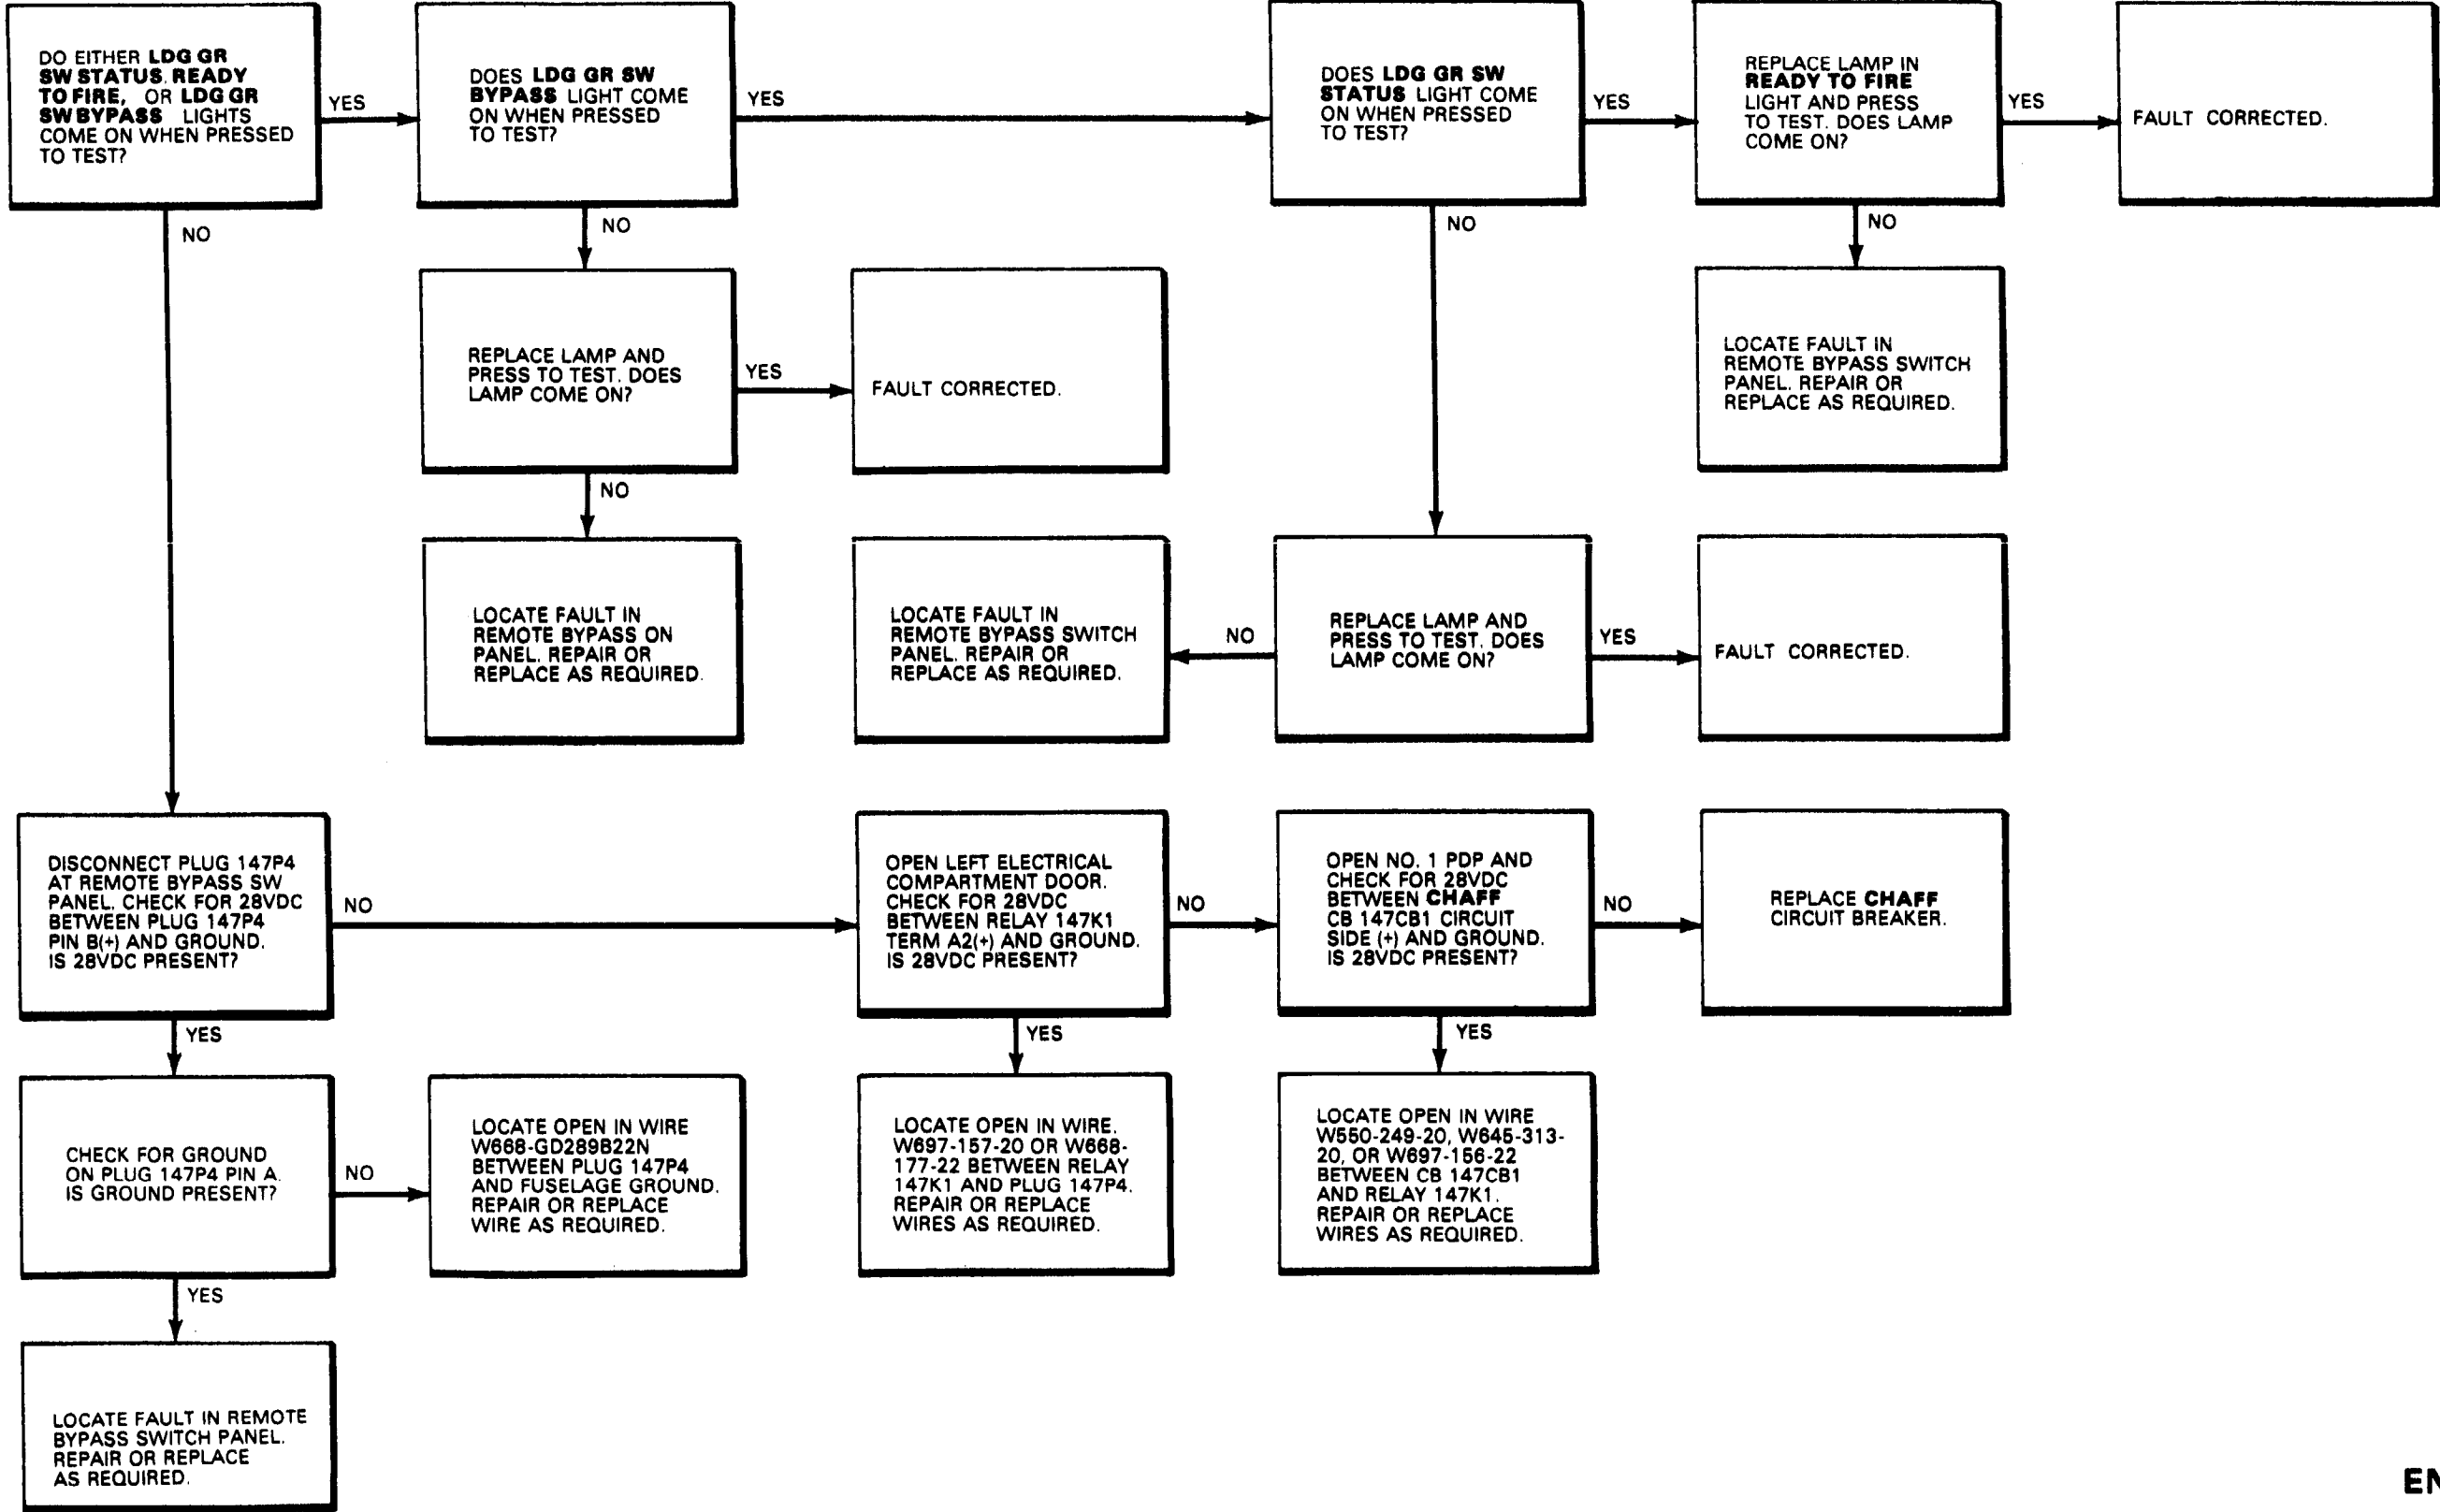 DO EITHER LDG GR
SW STATUS. READY
TO FIRE, OR LDG GR
SW BYPASS LIGHTS
COME ON WHEN PRESSED
TO TEST?
YES
DOES LDG GR SW
BYPASS LIGHT COME
ON WHEN PRESSED
TO TEST?
YES
DOES LDG GR SW
STATUS LIGHT COME
ON WHEN PRESSED
TO TEST?
YES
REPLACE LAMP IN
READY TO FIRE
LIGHT AND PRESS
TO TEST. DOES LAMP
COME ON?
YES
FAULT CORRECTED.
NO
NO
NO
NO
REPLACE LAMP AND
PRESS TO TEST. DOES
LAMP COME ON?
YES
FAULT CORRECTED.
LOCATE FAULT IN
REMOTE BYPASS SWITCH
PANEL. REPAIR OR
REPLACE AS REQUIRED.
NO
LOCATE FAULT IN
REMOTE BYPASS ON
PANEL. REPAIR OR
REPLACE AS REQUIRED.
LOCATE FAULT IN
REMOTE BYPASS SWITCH
PANEL. REPAIR OR
REPLACE AS REQUIRED.
NO
REPLACE LAMP AND
PRESS TO TEST. DOES
LAMP COME ON?
YES
FAULT CORRECTED.
DISCONNECT PLUG 147P4
AT REMOTE BYPASS SW
PANEL. CHECK FOR 28VDC
BETWEEN PLUG 147P4
PIN B(+) AND GROUND.
IS 28VDC PRESENT?
NO
OPEN LEFT ELECTRICAL
COMPARTMENT DOOR.
CHECK FOR 28VDC
BETWEEN RELAY 147K1
TERM A2(+) AND GROUND.
IS 28VDC PRESENT?
NO
OPEN NO. 1 PDP AND
CHECK FOR 28VDC
BETWEEN CHAFF
CB 147CB1 CIRCUIT
SIDE (+) AND GROUND.
IS 28VDC PRESENT?
NO
REPLACE CHAFF
CIRCUIT BREAKER.
YES
YES
YES
CHECK FOR GROUND
ON PLUG 147P4 PIN A.
IS GROUND PRESENT?
NO
LOCATE OPEN IN WIRE
W668-GD289B22N
BETWEEN PLUG 147P4
AND FUSELAGE GROUND.
REPAIR OR REPLACE
WIRE AS REQUIRED.
LOCATE OPEN IN WIRE.
W697-157-20 OR W668-
177-22 BETWEEN RELAY
147K1 AND PLUG 147P4.
REPAIR OR REPLACE
WIRES AS REQUIRED.
LOCATE OPEN IN WIRE
W550-249-20, W645-313-
20, OR W697-156-22
BETWEEN CB 147CB1
AND RELAY 147K1.
REPAIR OR REPLACE
WIRES AS REQUIRED.
YES
LOCATE FAULT IN REMOTE
BYPASS SWITCH PANEL.
REPAIR OR REPLACE
AS REQUIRED.
EN